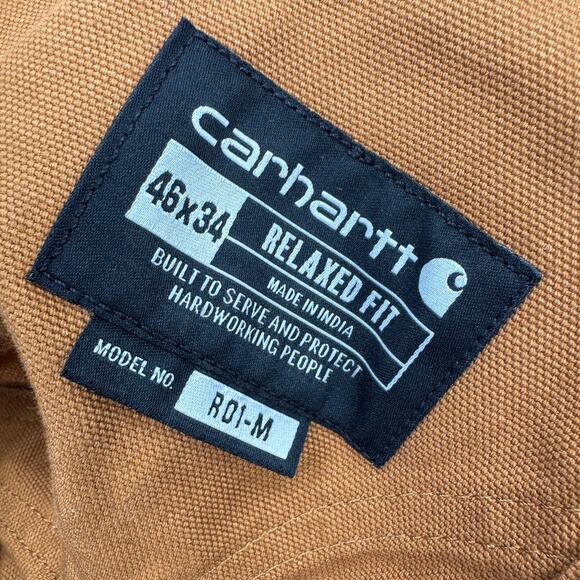 carhartt
46x34
RELAXED FIT
MADE IN INDIA
BUILT TO SERVE AND PROTECT
HARDWORKING PEOPLE
MODEL NO.
R01-M